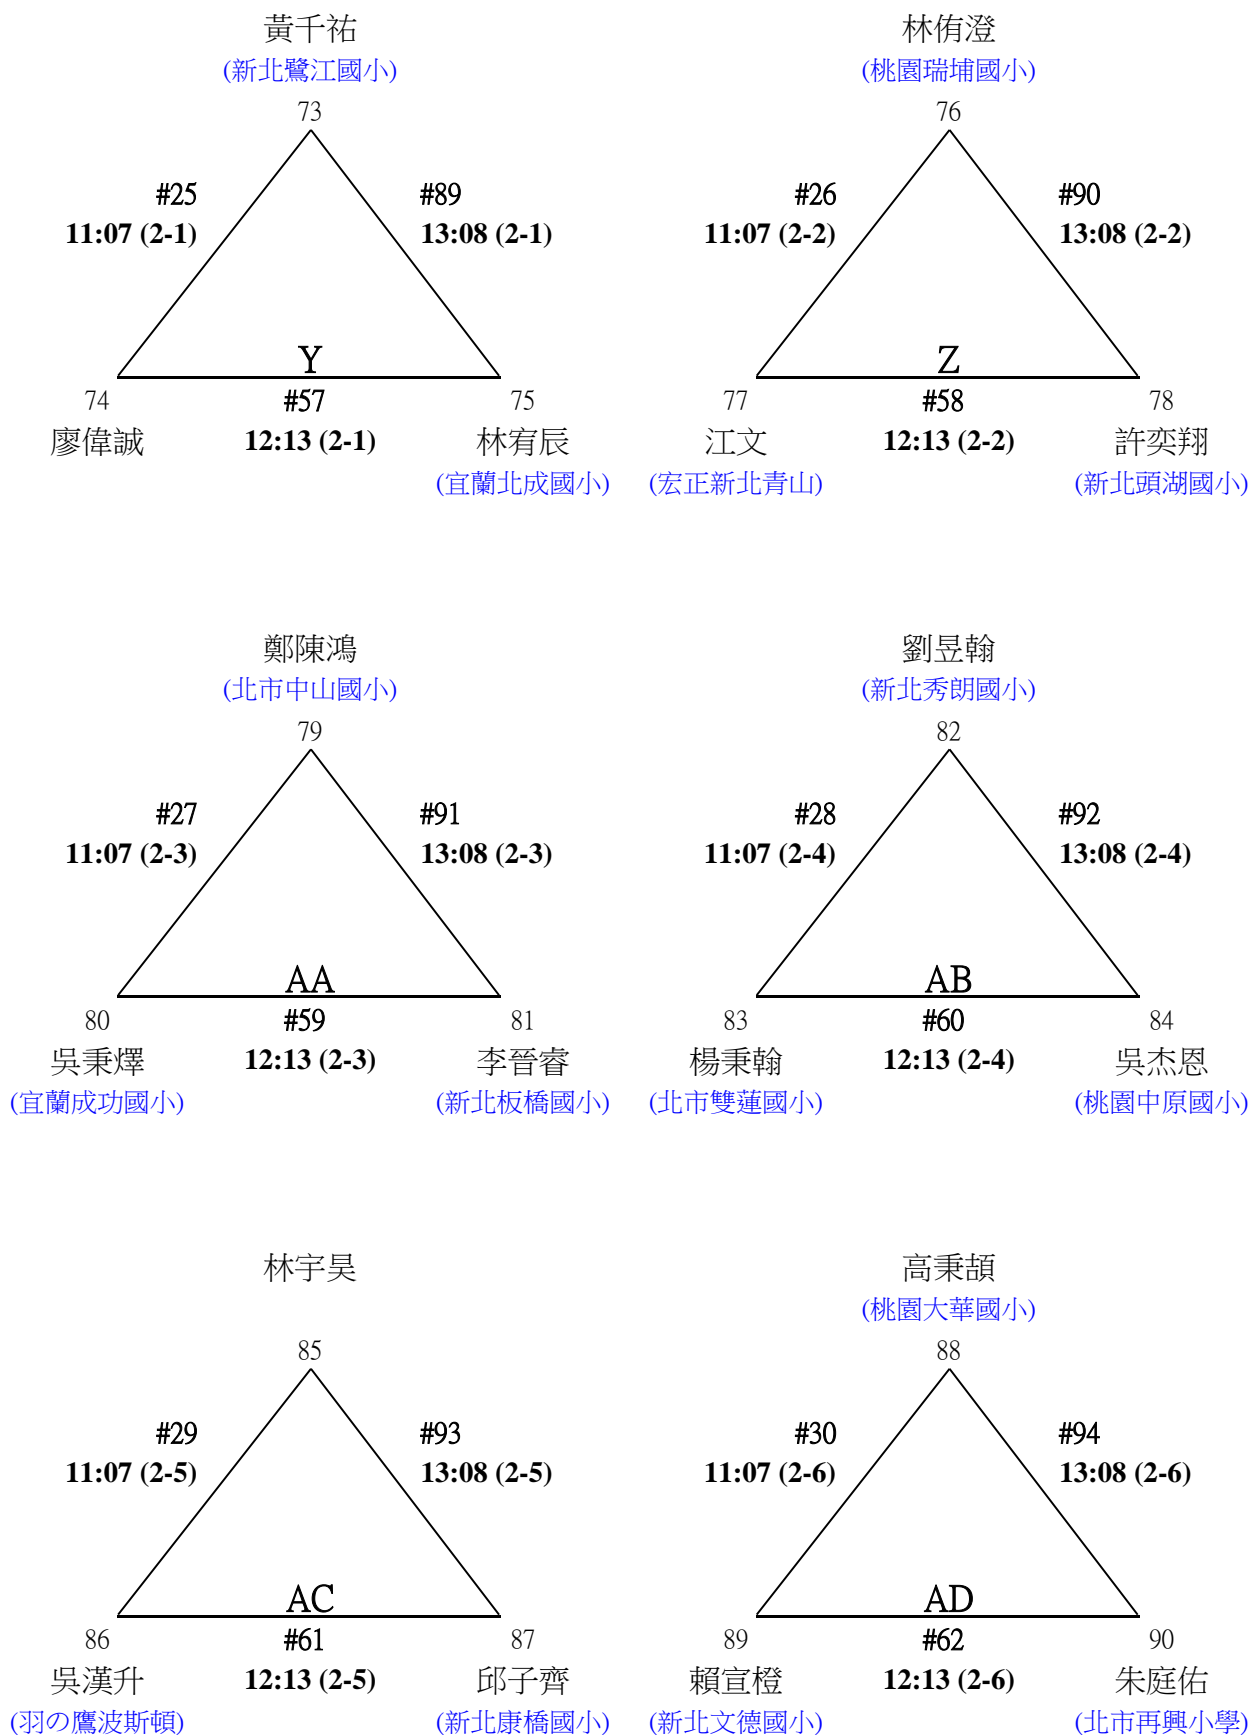 黃千祐
(新北鷺江國小)
73
#25
11:07 (2-1)
#89
13:08 (2-1)
Y
74
#57
75
廖偉誠
12:13 (2-1)
林宥辰
(宜蘭北成國小)
林侑澄
(桃園瑞埔國小)
76
#26
11:07 (2-2)
#90
13:08 (2-2)
Z
77
#58
78
江文
12:13 (2-2)
許奕翔
(宏正新北青山)
(新北頭湖國小)
鄭陳鴻
(北市中山國小)
79
#27
11:07 (2-3)
#91
13:08 (2-3)
AA
80
#59
81
吳秉燁
12:13 (2-3)
李晉睿
(宜蘭成功國小)
(新北板橋國小)
劉昱翰
(新北秀朗國小)
82
#28
11:07 (2-4)
#92
13:08 (2-4)
AB
83
#60
84
楊秉翰
12:13 (2-4)
吳杰恩
(北市雙蓮國小)
(桃園中原國小)
林宇昊
85
#29
11:07 (2-5)
#93
13:08 (2-5)
AC
86
#61
87
吳漢升
12:13 (2-5)
邱子齊
(羽の鷹波斯頓)
(新北康橋國小)
高秉頡
(桃園大華國小)
88
#30
11:07 (2-6)
#94
13:08 (2-6)
AD
89
#62
90
賴宣橙
12:13 (2-6)
朱庭佑
(新北文德國小)
(北市再興小學)